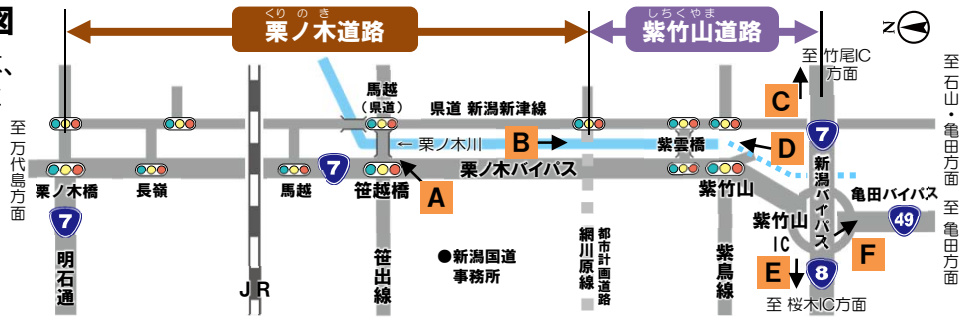 図
くりのき
栗ノ木道路
しちくやま
紫竹山道路
N
至 竹尾IC
方面
至 石山・亀田方面
至 亀田方面
至 万代島方面
馬越
(県道)
県道 新潟新津線
C
7
← 栗ノ木川
B
紫雲橋
D
栗ノ木バイパス
新潟バイパス
亀田バイパス
49
栗ノ木橋
長嶺
馬越
7
笹越橋
A
紫竹山
紫竹山
IC
7
明石通
JR
笹出線
●新潟国道
事務所
網川原線
都市計画道路
紫鳥線
E
8
F
至 桜木IC方面